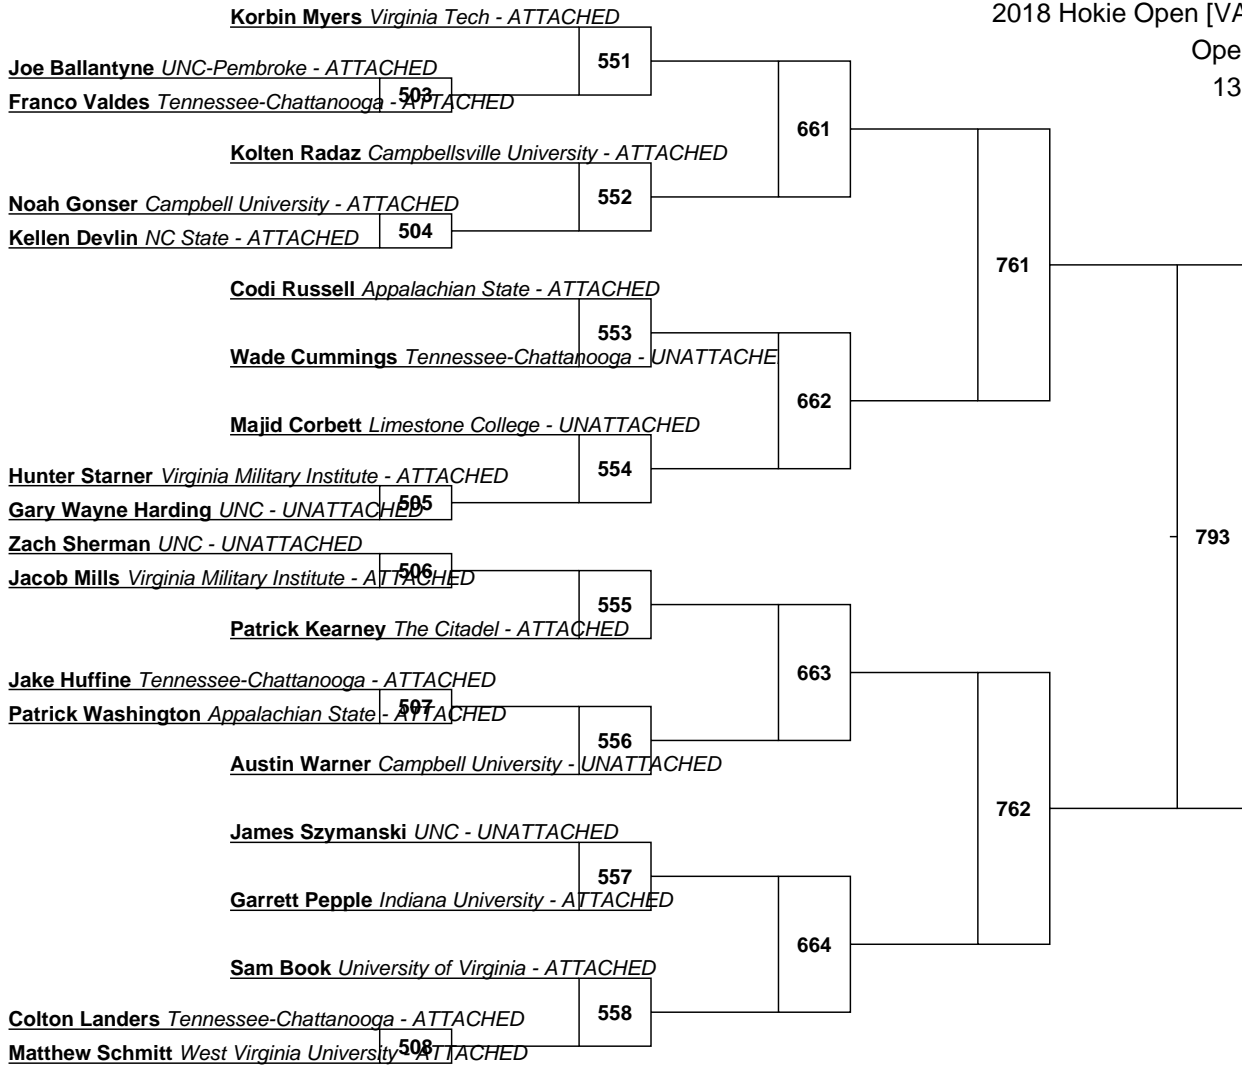 2018 Hokie Open [VA
Ope
13
Korbin Myers Virginia Tech - ATTACHED
551
Joe Ballantyne UNC-Pembroke - ATTACHED
503
Franco Valdes Tennessee-Chattanooga - ATTACHED
661
Kolten Radaz Campbellsville University - ATTACHED
552
Noah Gonser Campbell University - ATTACHED
504
Kellen Devlin NC State - ATTACHED
761
Codi Russell Appalachian State - ATTACHED
553
Wade Cummings Tennessee-Chattanooga - UNATTACHE
662
Majid Corbett Limestone College - UNATTACHED
554
Hunter Starner Virginia Military Institute - ATTACHED
505
Gary Wayne Harding UNC - UNATTACHED
793
Zach Sherman UNC - UNATTACHED
506
Jacob Mills Virginia Military Institute - ATTACHED
555
Patrick Kearney The Citadel - ATTACHED
663
Jake Huffine Tennessee-Chattanooga - ATTACHED
507
Patrick Washington Appalachian State - ATTACHED
556
Austin Warner Campbell University - UNATTACHED
762
James Szymanski UNC - UNATTACHED
557
Garrett Pepple Indiana University - ATTACHED
664
Sam Book University of Virginia - ATTACHED
558
Colton Landers Tennessee-Chattanooga - ATTACHED
508
Matthew Schmitt West Virginia University - ATTACHED